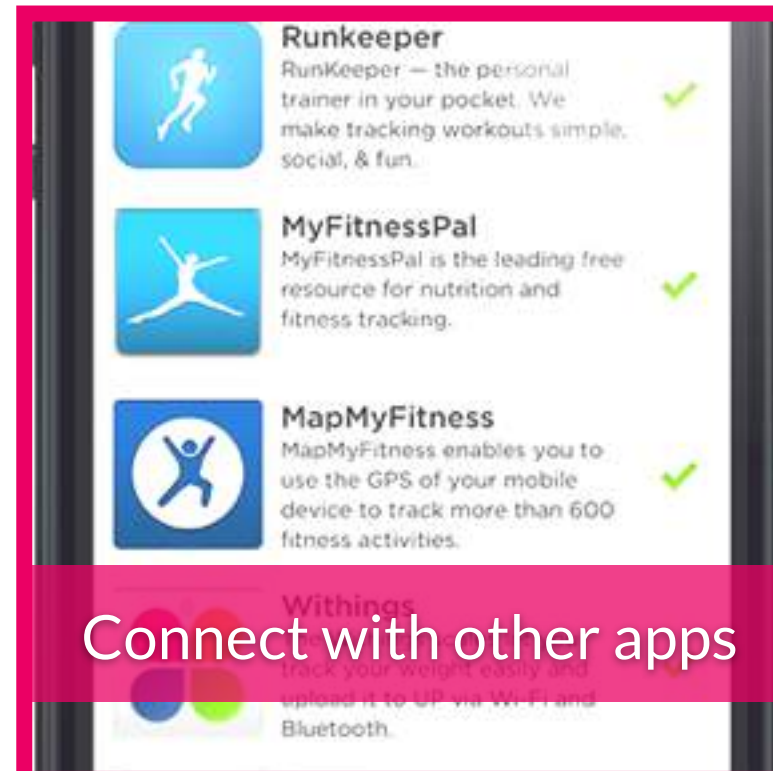 Runkeeper
RunKeeper — the personal
trainer in your pocket. We
make tracking workouts simple,
social, & fun.
MyFitnessPal
MyFitnessPal is the leading free
resource for nutrition and
fitness tracking.
MapMyFitness
MapMyFitness enables you to
use the GPS of your mobile
device to track more than 600
fitness activities.
Withings
Connect with other apps
track your weight easily and
upload it to UP via Wi-Fi and
Bluetooth.